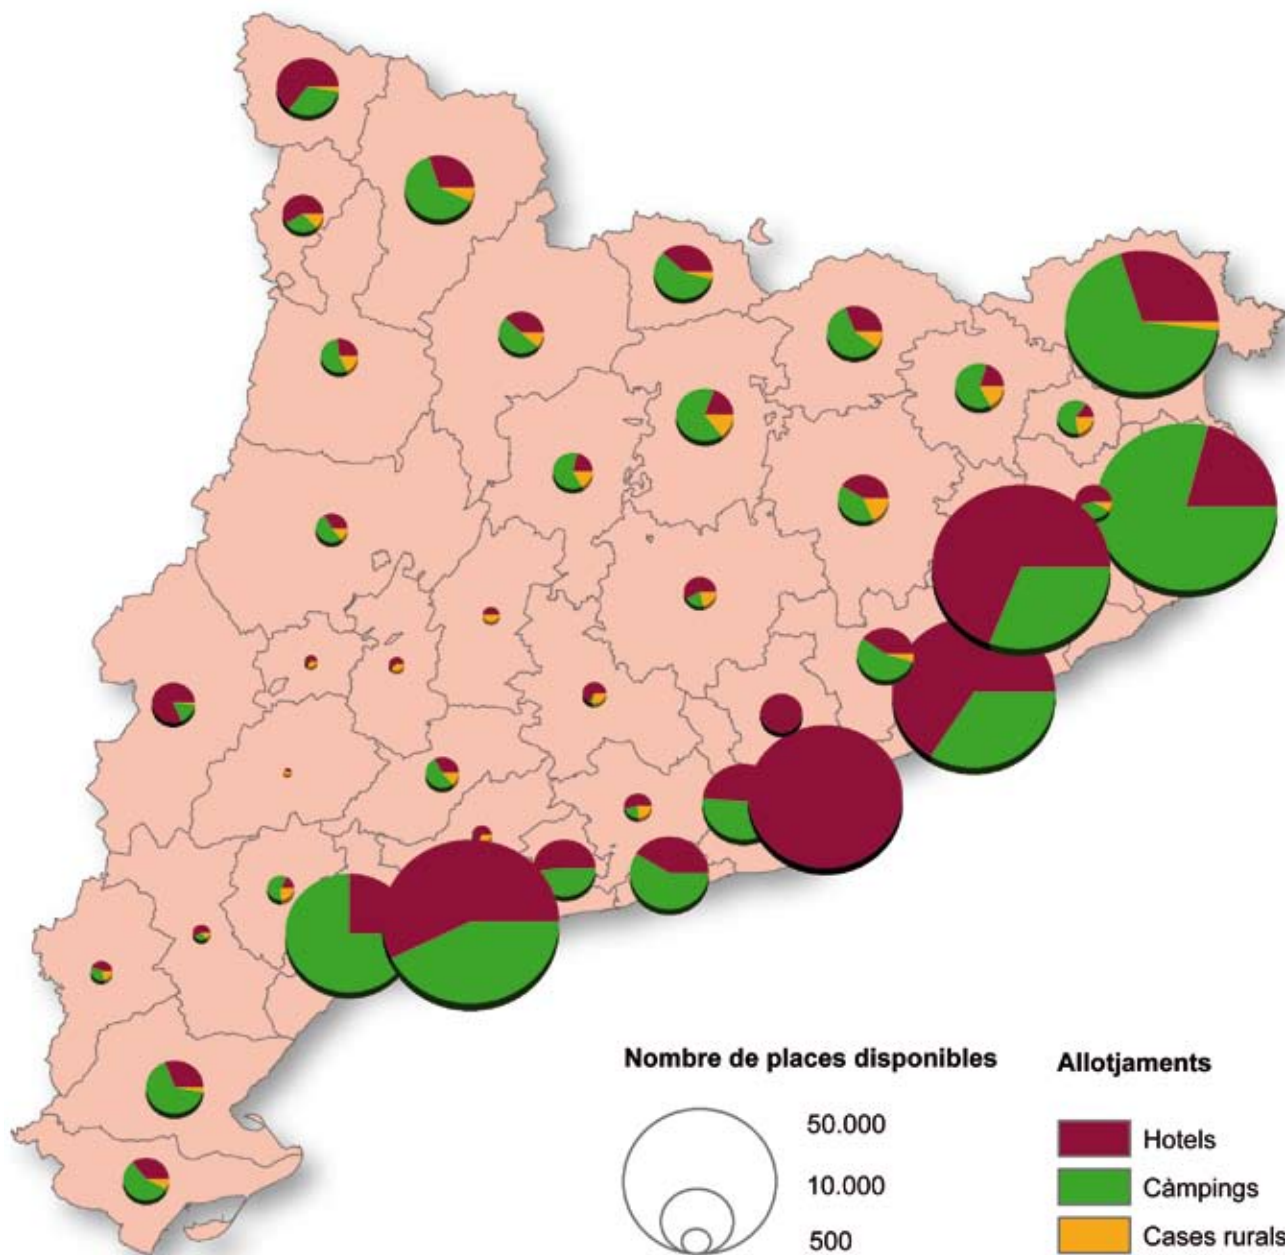 Nombre de places disponibles
50.000
10.000
500
Allotjaments
Hotels
Càmpings
Cases rurals